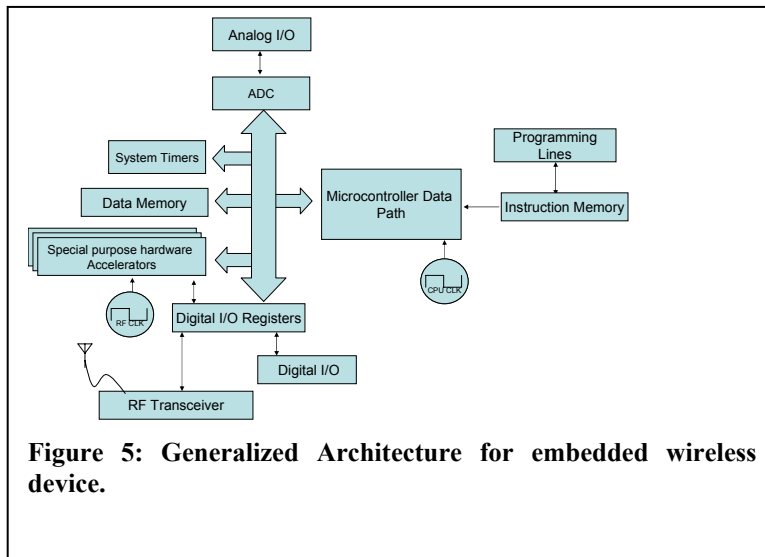 Analog I/O
ADC
System Timers
Programming
Lines
Data Memory
Microcontroller Data
Path
Instruction Memory
Special purpose hardware
Accelerators
RF CLK
CPU CLK
Digital I/O Registers
Digital I/O
RF Transceiver
Figure 5: Generalized Architecture for embedded wireless
device.